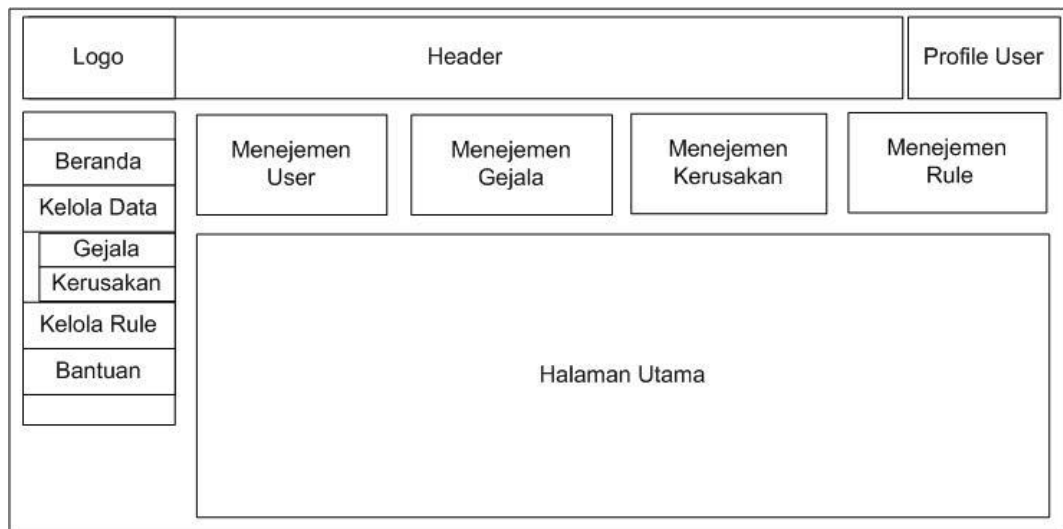 Logo
Header
Profile User
Beranda
Kelola Data
Gejala
Kerusakan
Kelola Rule
Bantuan
Menejemen
User
Menejemen
Gejala
Menejemen
Kerusakan
Menejemen
Rule
Halaman Utama